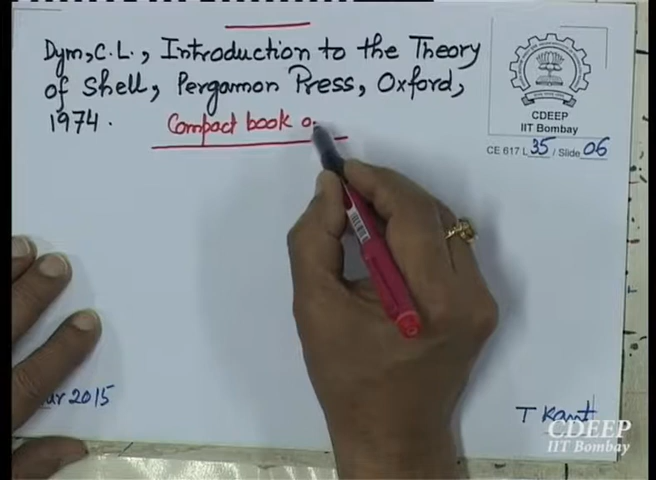 Dym, C.L., Introduction to the Theory
of Shell, Pergamon Press, Oxford,
1974.
Compact book o
CDEEP
IIT Bombay
CE 617 L 35 / Slide 06
2015
T Kant
CDEEP
IIT Bombay